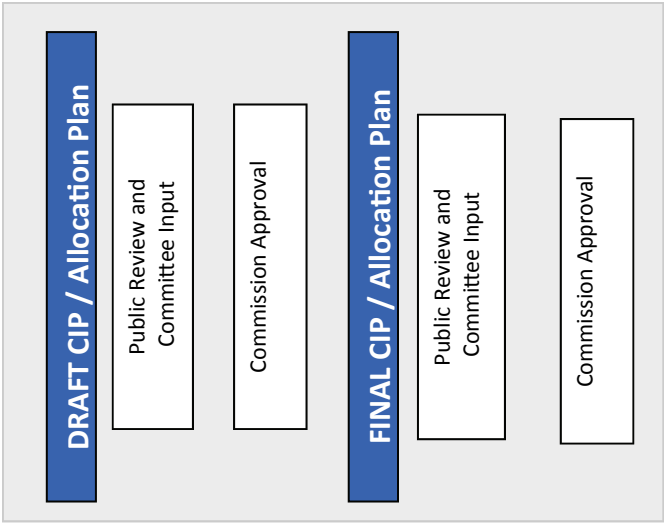 DRAFT CIP / Allocation Plan
Public Review and
Committee Input
Commission Approval
FINAL CIP / Allocation Plan
Public Review and
Committee Input
Commission Approval